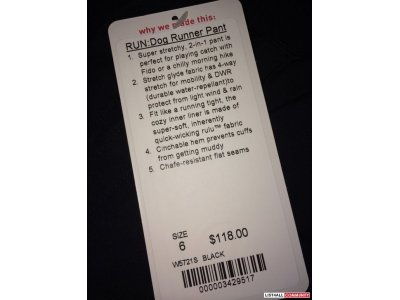 why we made this:
RUN:Dog Runner Pant
1. Super stretchy, 2-in-1 pant is
perfect for playing catch with
Fido or a chilly morning hike
2. Stretch glyde fabric has 4-way
stretch for mobility & DWR
(durable water-repellant)to
protect from light wind & rain
3. Fit like a running tight, the
cozy inner liner is made of
super-soft, inherently
quick-wicking rulu™ fabric
4. Cinchable hem prevents cuffs
from getting muddy
5. Chafe-resistant flat seams
SIZE
6
$118.00
W5721S BLACK
000003429517
LIST4ALL COMMUNITY